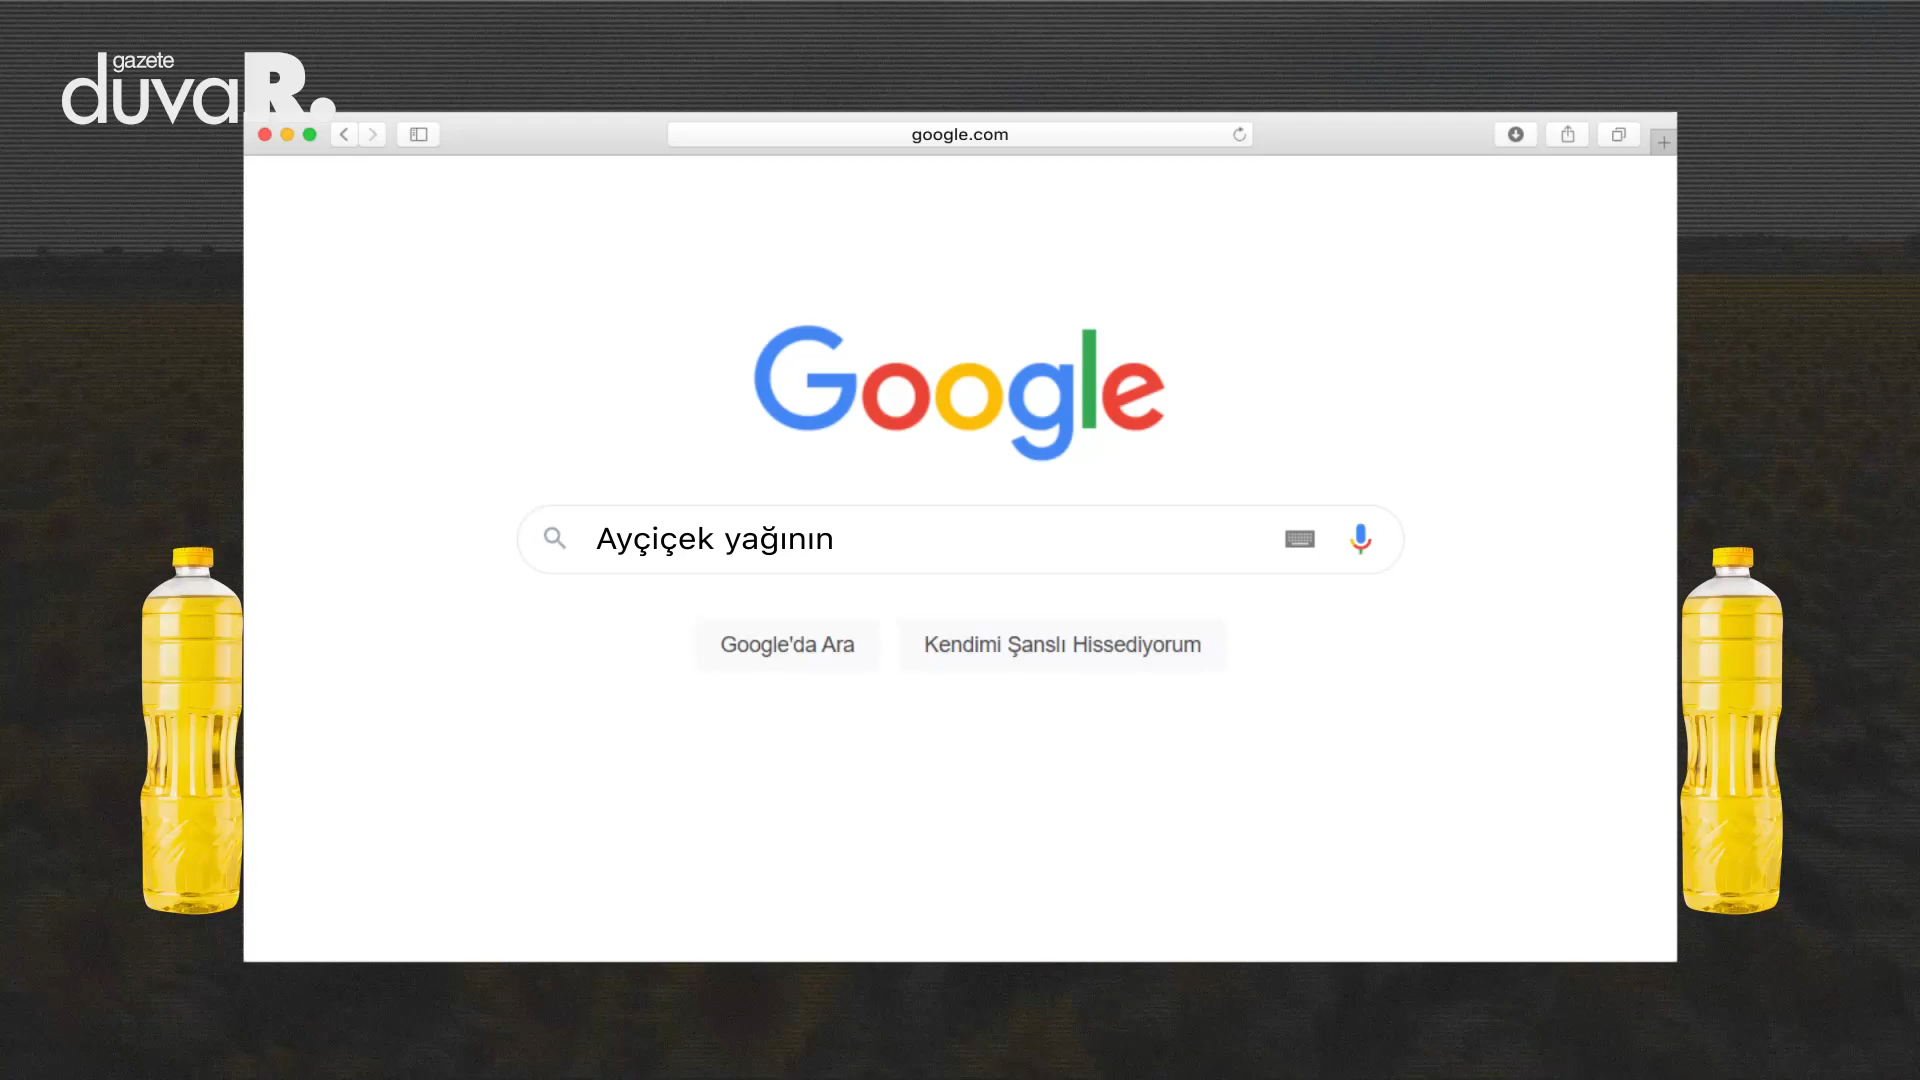 gazete
duvaR.
google.com
Google
Ayçiçek yağının
Google'da Ara
Kendimi Şanslı Hissediyorum